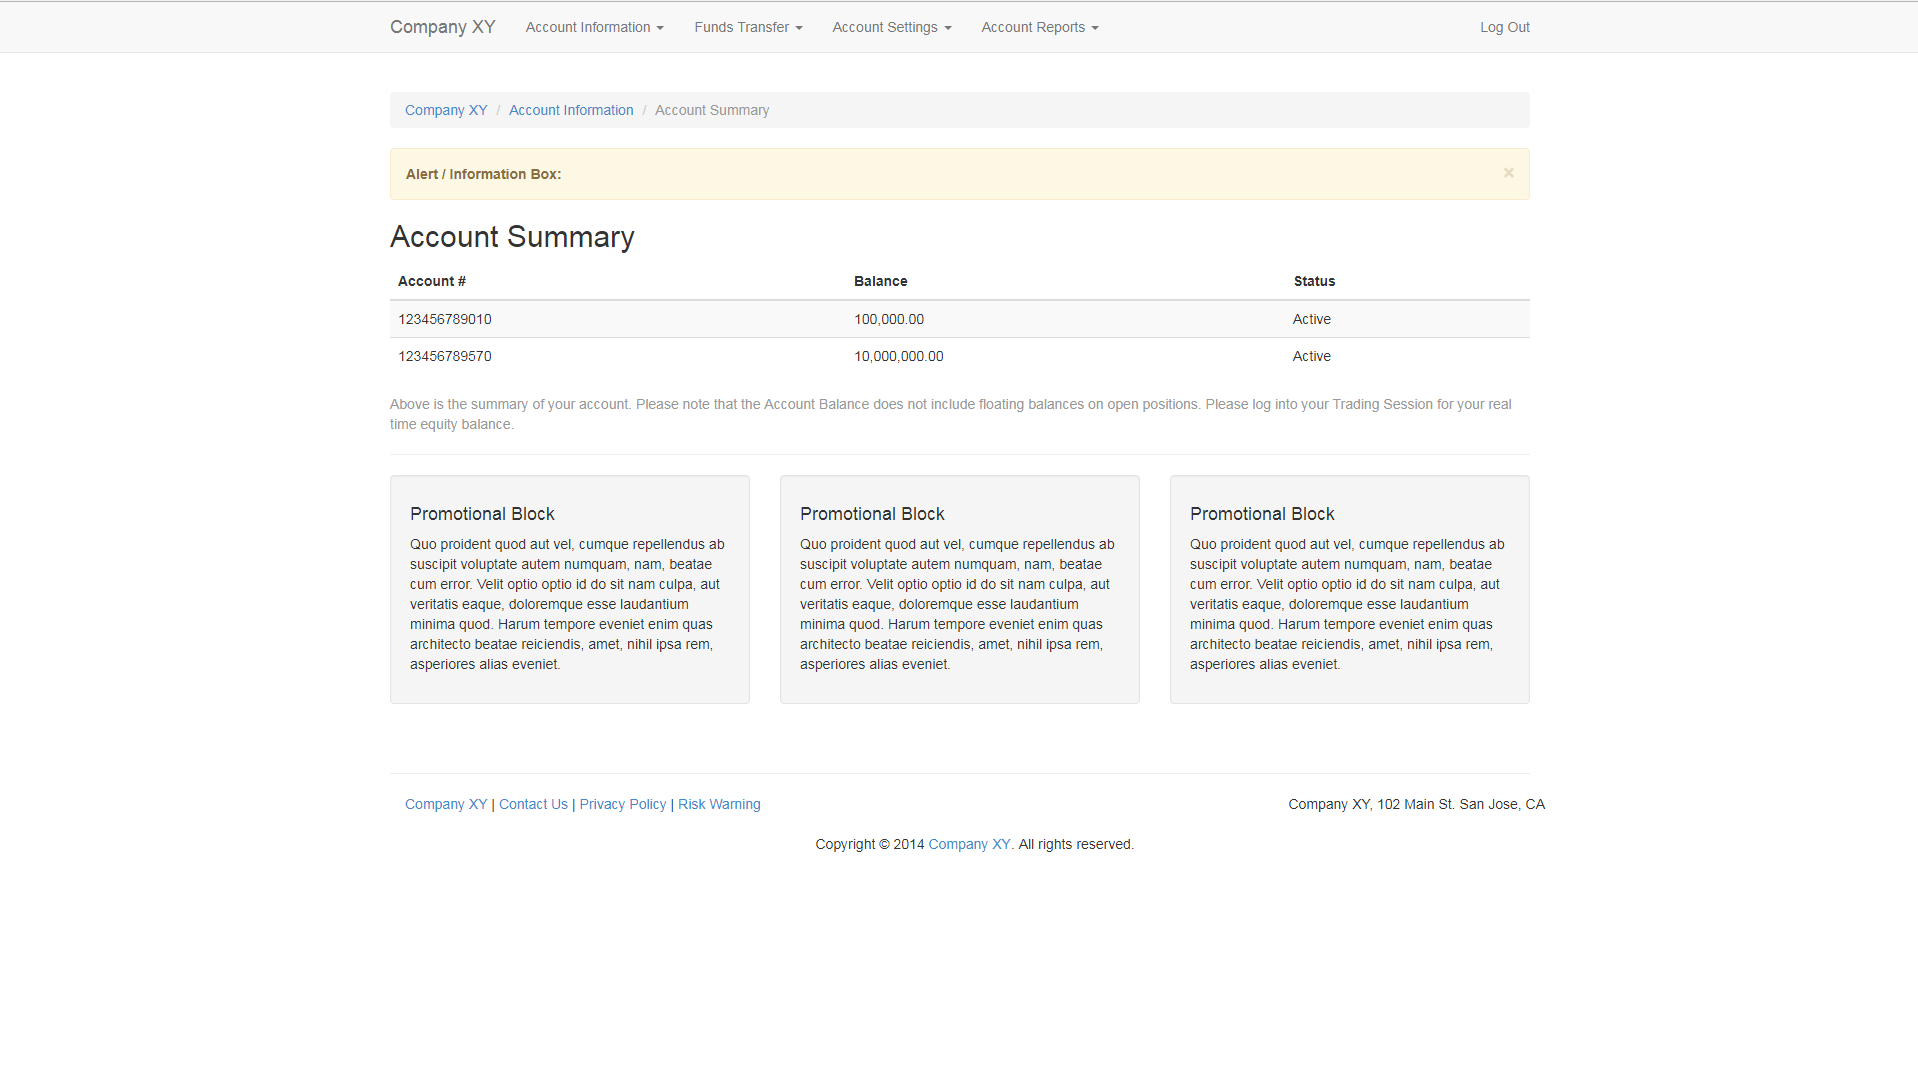 Company XY Account Information Funds Transfer Account Settings Account Reports Log Out
Company XY / Account Information / Account Summary
Alert / Information Box: ×
Account Summary
Account # Balance Status
123456789010 100,000.00 Active
123456789570 10,000,000.00 Active
Above is the summary of your account. Please note that the Account Balance does not include floating balances on open positions. Please log into your Trading Session for your real
time equity balance.
Promotional Block
Quo proident quod aut vel, cumque repellendus ab
suscipit voluptate autem numquam, nam, beatae
cum error. Velit optio optio id do sit nam culpa, aut
veritatis eaque, doloremque esse laudantium
minima quod. Harum tempore eveniet enim quas
architecto beatae reiciendis, amet, nihil ipsa rem,
asperiores alias eveniet.
Promotional Block
Quo proident quod aut vel, cumque repellendus ab
suscipit voluptate autem numquam, nam, beatae
cum error. Velit optio optio id do sit nam culpa, aut
veritatis eaque, doloremque esse laudantium
minima quod. Harum tempore eveniet enim quas
architecto beatae reiciendis, amet, nihil ipsa rem,
asperiores alias eveniet.
Promotional Block
Quo proident quod aut vel, cumque repellendus ab
suscipit voluptate autem numquam, nam, beatae
cum error. Velit optio optio id do sit nam culpa, aut
veritatis eaque, doloremque esse laudantium
minima quod. Harum tempore eveniet enim quas
architecto beatae reiciendis, amet, nihil ipsa rem,
asperiores alias eveniet.
Company XY | Contact Us | Privacy Policy | Risk Warning Company XY, 102 Main St. San Jose, CA
Copyright © 2014 Company XY. All rights reserved.